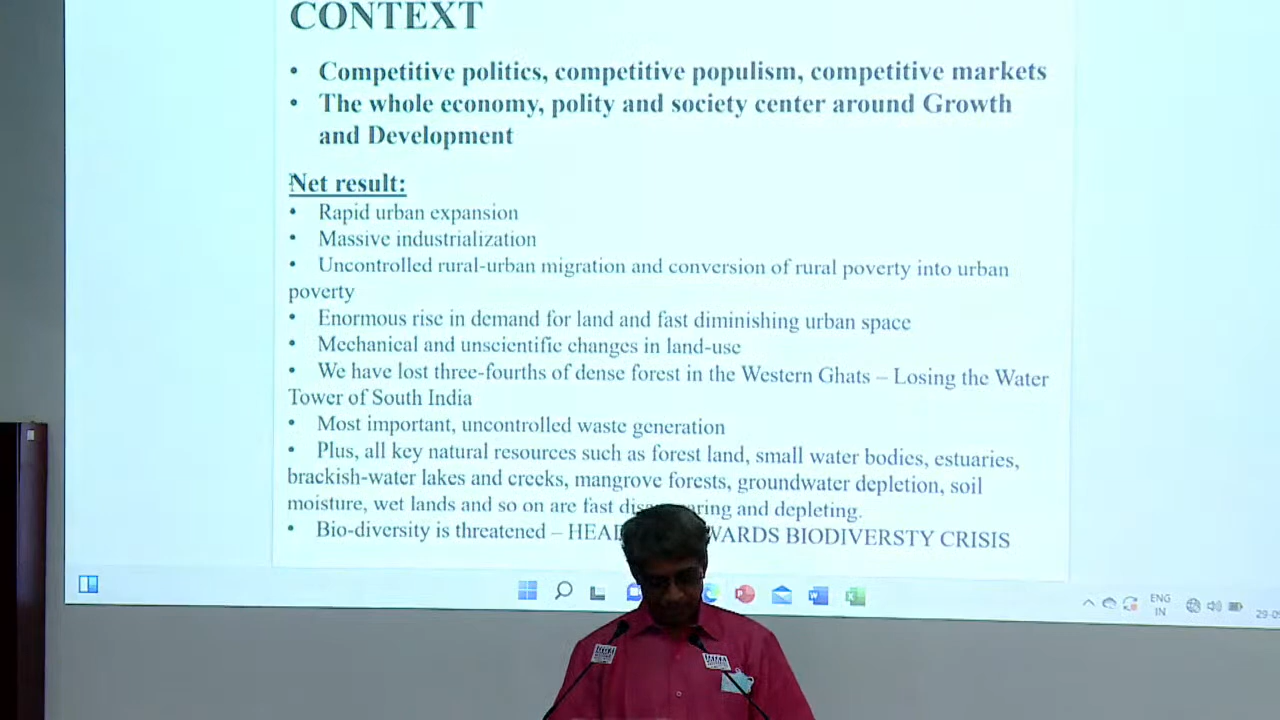 CONTEXT
• Competitive politics, competitive populism, competitive markets
• The whole economy, polity and society center around Growth
and Development
Net result:
• Rapid urban expansion
• Massive industrialization
• Uncontrolled rural-urban migration and conversion of rural poverty into urban
poverty
• Enormous rise in demand for land and fast diminishing urban space
• Mechanical and unscientific changes in land-use
• We have lost three-fourths of dense forest in the Western Ghats – Losing the Water
Tower of South India
• Most important, uncontrolled waste generation
• Plus, all key natural resources such as forest land, small water bodies, estuaries,
brackish-water lakes and creeks, mangrove forests, groundwater depletion, soil
moisture, wet lands and so on are fast and depleting.
• Bio-diversity is threatened – BIODIVERSTY CRISIS
ENG
IN